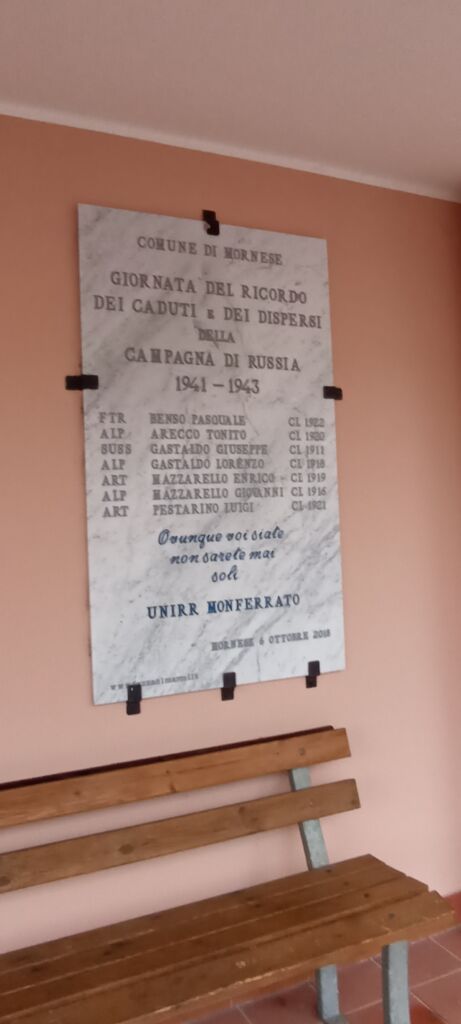 COMUNE DI MORNESE
GIORNATA DEL RICORDO
DEI CADUTI E DEI DISPERSI
DELLA
CAMPAGNA DI RUSSIA
1941 – 1943
FTR BENSO PASQUALE CL 1922
ALP ARECCO TONITO CL 1920
SUSS GASTALDO GIUSEPPE CL 1911
ALP GASTALDO LORENZO CL 1918
ART MAZZARELLO ENRICO - CL 1919
ALP MAZZARELLO GIOVANNI CL 1916
ART PESTARINO LUIGI CL 1921
Ovunque voi siate
non sarete mai
soli
UNIRR MONFERRATO
MORNESE 6 OTTOBRE 2018